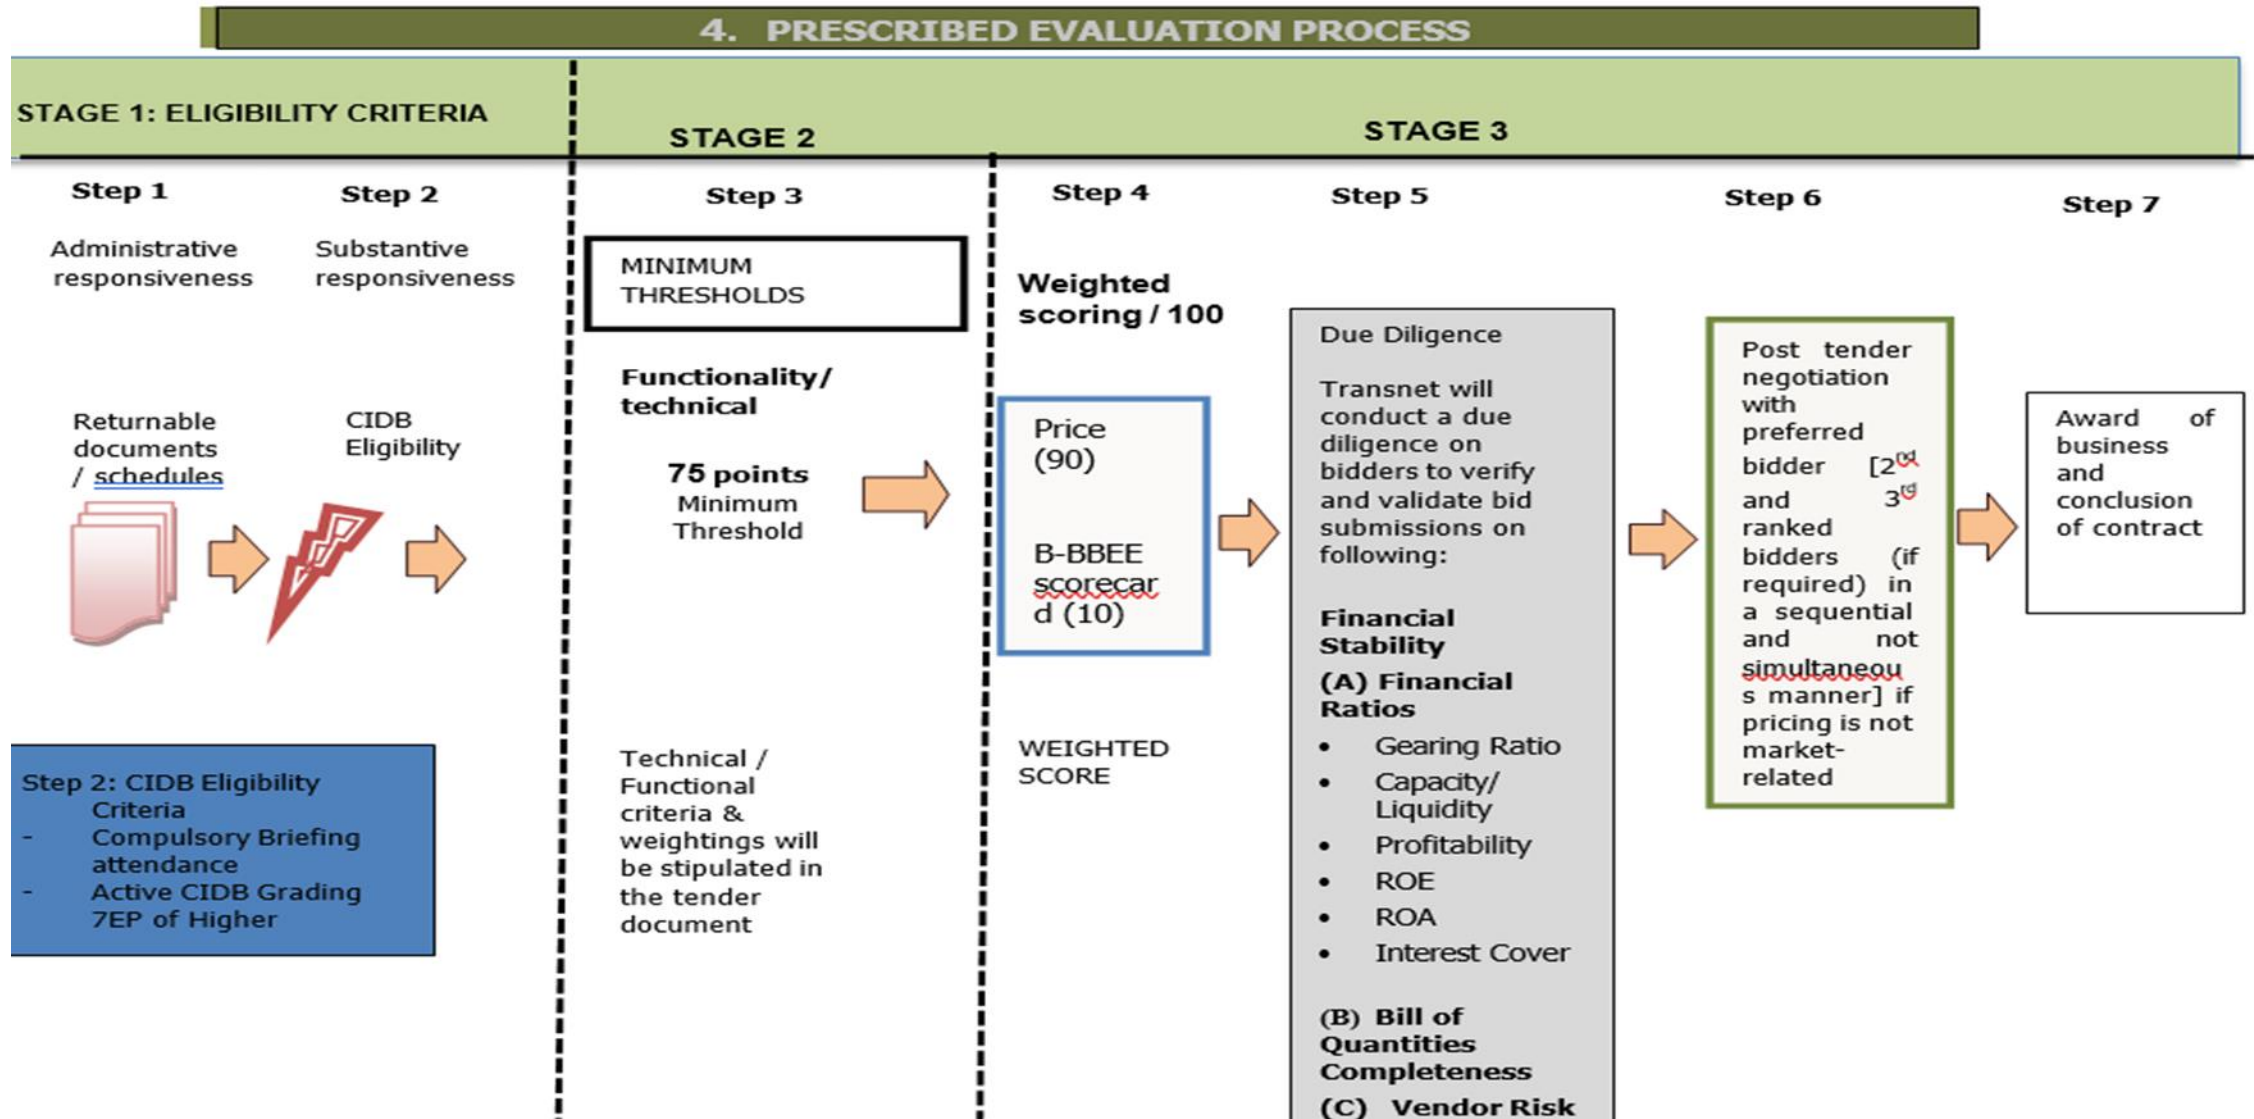 4. PRESCRIBED EVALUATION PROCESS
STAGE 1: ELIGIBILITY CRITERIA
STAGE 2
STAGE 3
Step 1
Administrative
responsiveness
Returnable
documents
/ schedules
Step 2
Substantive
responsiveness
CIDB
Eligibility
Step 2: CIDB Eligibility
Criteria
- Compulsory Briefing
attendance
- Active CIDB Grading
7EP of Higher
Step 3
MINIMUM
THRESHOLDS
Functionality/
technical
75 points
Minimum
Threshold
Technical /
Functional
criteria &
weightings will
be stipulated in
the tender
document
Step 4
Weighted
scoring / 100
Price
(90)
B-BBEE
scorecar
d (10)
WEIGHTED
SCORE
Step 5
Due Diligence
Transnet will
conduct a due
diligence on
bidders to verify
and validate bid
submissions on
following:
Financial
Stability
(A) Financial
Ratios
• Gearing Ratio
• Capacity/
Liquidity
• Profitability
• ROE
• ROA
• Interest Cover
(B) Bill of
Quantities
Completeness
(C) Vendor Risk
Step 6
Post tender
negotiation
with
preferred
bidder [2nd
and 3rd
ranked
bidders (if
required) in
a sequential
and not
simultaneou
s manner] if
pricing is not
market-
related
Step 7
Award of
business
and
conclusion
of contract